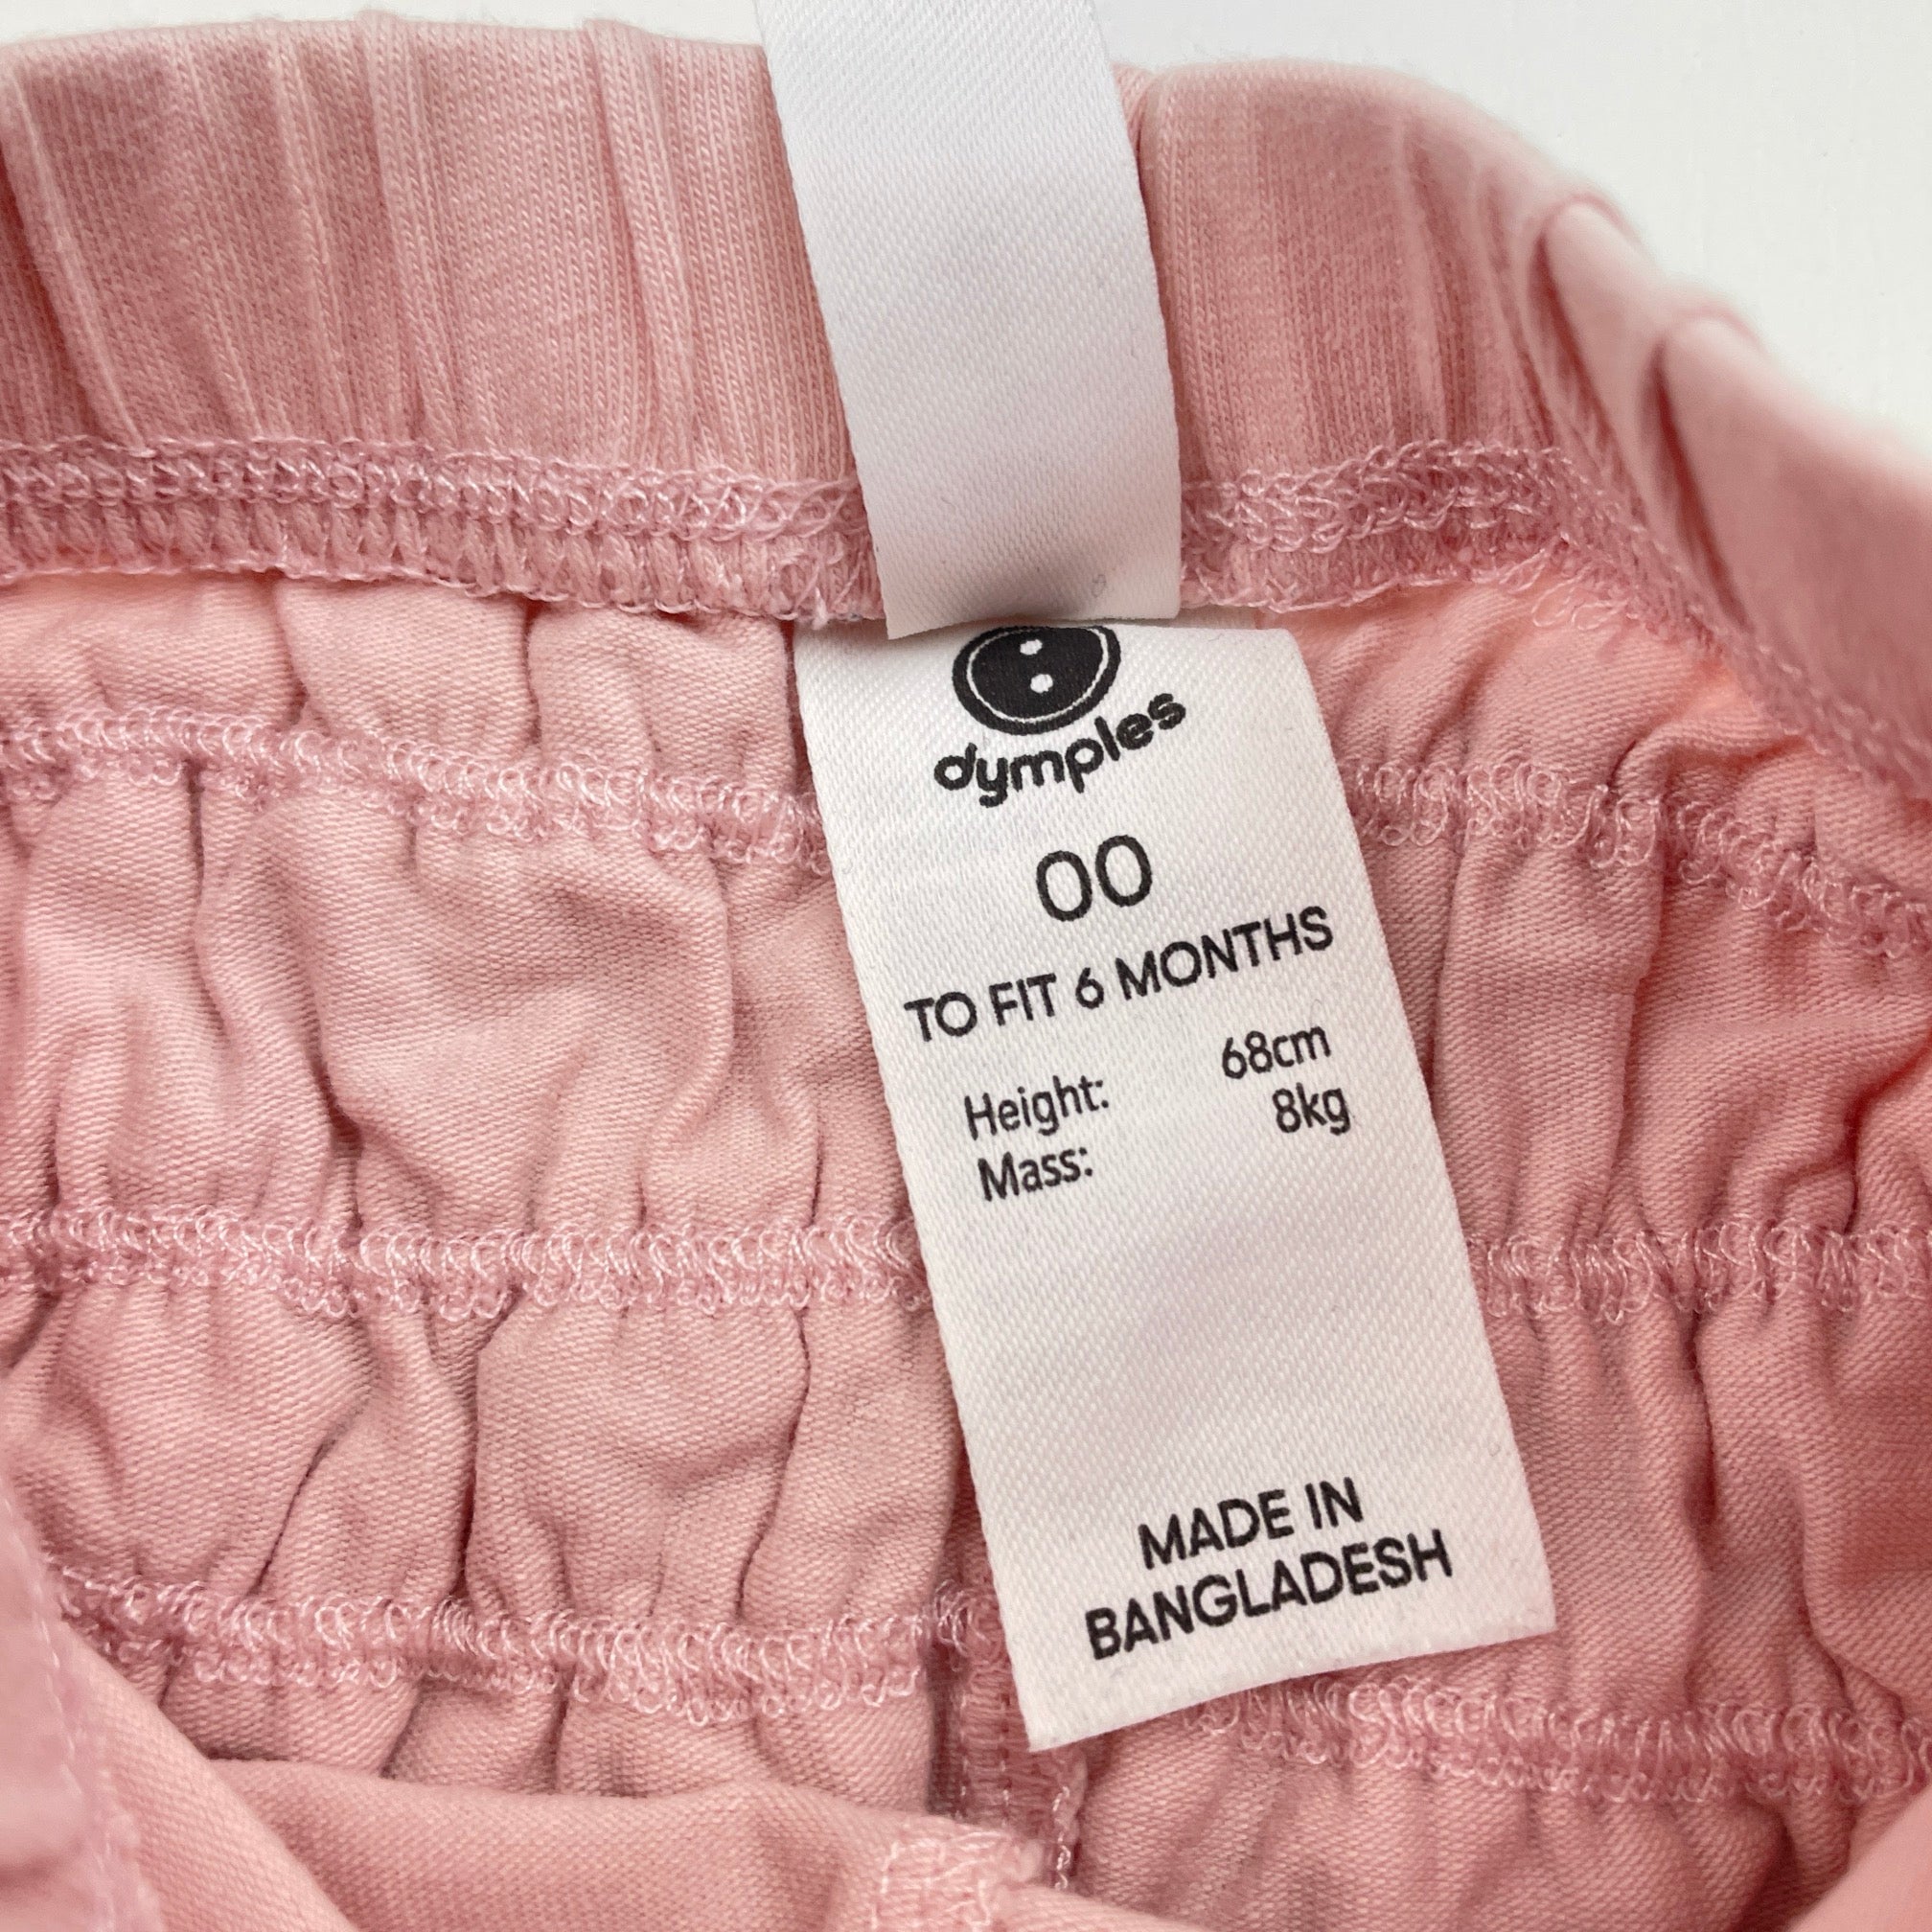 dymples
00
TO FIT 6 MONTHS
Height: 68cm
Mass: 8kg
MADE IN
BANGLADESH